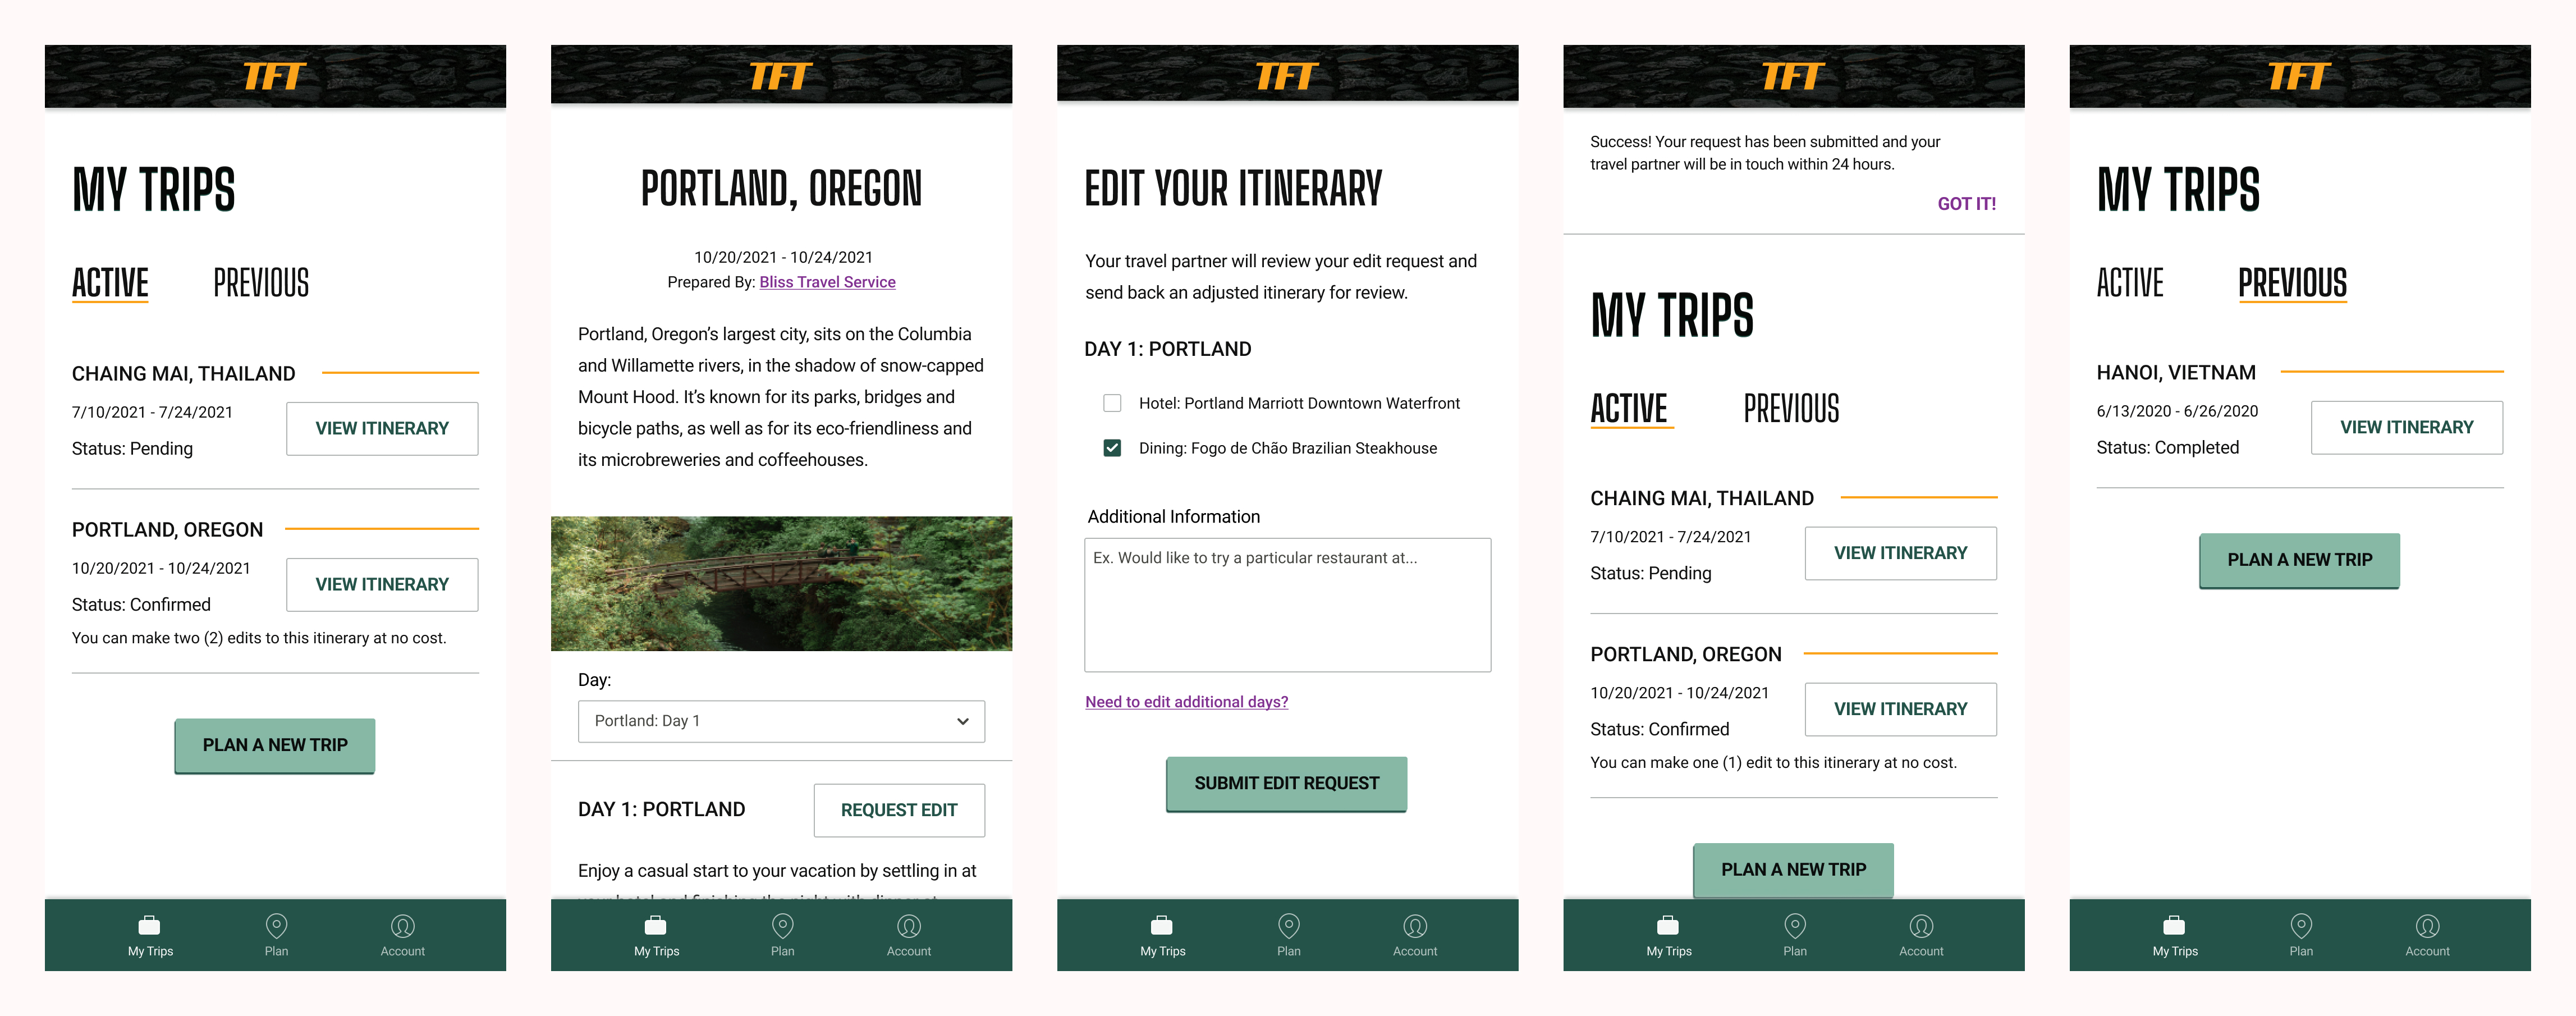 TFT
MY TRIPS
ACTIVE PREVIOUS
CHAING MAI, THAILAND
7/10/2021 - 7/24/2021
Status: Pending
VIEW ITINERARY
PORTLAND, OREGON
10/20/2021 - 10/24/2021
Status: Confirmed
VIEW ITINERARY
You can make two (2) edits to this itinerary at no cost.
PLAN A NEW TRIP
My Trips Plan Account
TFT
PORTLAND, OREGON
10/20/2021 - 10/24/2021
Prepared By: Bliss Travel Service
Portland, Oregon’s largest city, sits on the Columbia
and Willamette rivers, in the shadow of snow-capped
Mount Hood. It’s known for its parks, bridges and
bicycle paths, as well as for its eco-friendliness and
its microbreweries and coffeehouses.
Day:
Portland: Day 1
DAY 1: PORTLAND
REQUEST EDIT
Enjoy a casual start to your vacation by settling in at
your hotel and finishing the night with dinner at
My Trips Plan Account
TFT
EDIT YOUR ITINERARY
Your travel partner will review your edit request and
send back an adjusted itinerary for review.
DAY 1: PORTLAND
Hotel: Portland Marriott Downtown Waterfront
Dining: Fogo de Chão Brazilian Steakhouse
Additional Information
Ex. Would like to try a particular restaurant at...
Need to edit additional days?
SUBMIT EDIT REQUEST
My Trips Plan Account
TFT
Success! Your request has been submitted and your
travel partner will be in touch within 24 hours.
GOT IT!
MY TRIPS
ACTIVE PREVIOUS
CHAING MAI, THAILAND
7/10/2021 - 7/24/2021
Status: Pending
VIEW ITINERARY
PORTLAND, OREGON
10/20/2021 - 10/24/2021
Status: Confirmed
VIEW ITINERARY
You can make one (1) edit to this itinerary at no cost.
PLAN A NEW TRIP
My Trips Plan Account
TFT
MY TRIPS
ACTIVE PREVIOUS
HANOI, VIETNAM
6/13/2020 - 6/26/2020
Status: Completed
VIEW ITINERARY
PLAN A NEW TRIP
My Trips Plan Account